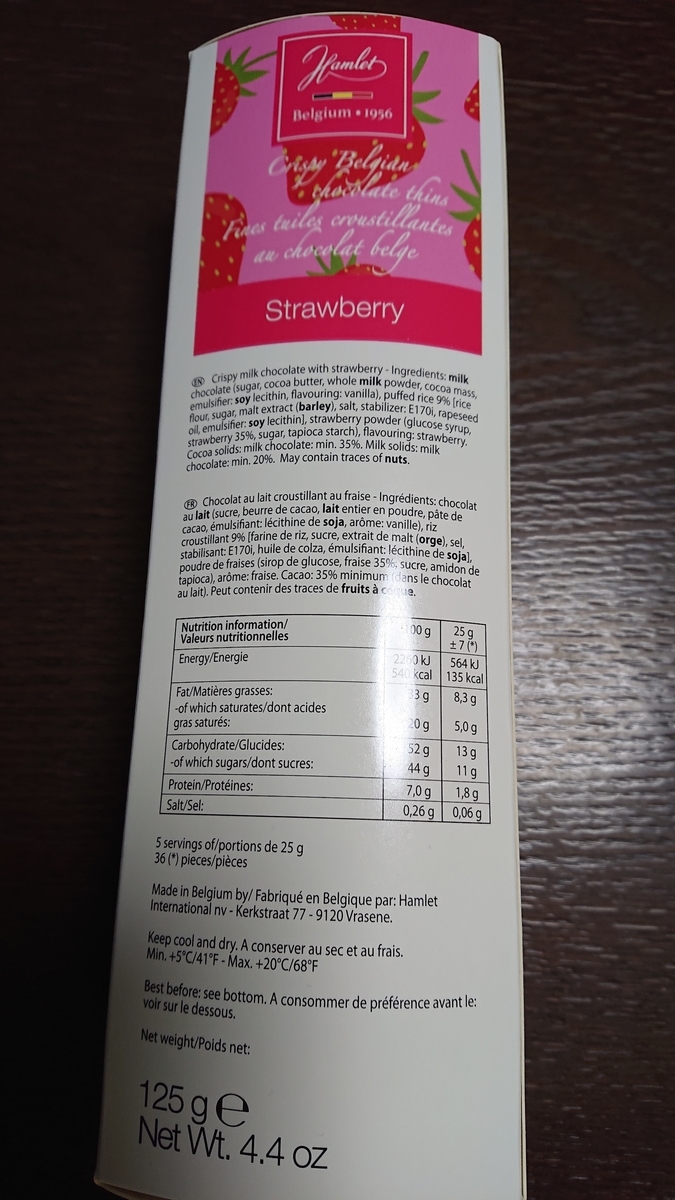 Hamlet
Belgium • 1956
Crispy Belgian
chocolate thins
Fines tuiles croustillantes
au chocolat belge
Strawberry
EN Crispy milk chocolate with strawberry - Ingredients: milk
chocolate (sugar, cocoa butter, whole milk powder, cocoa mass,
emulsifier: soy lecithin, flavouring: vanilla), puffed rice 9% [rice
flour, sugar, malt extract (barley), salt, stabilizer: E170i, rapeseed
oil, emulsifier: soy lecithin], strawberry powder (glucose syrup,
strawberry 35%, sugar, tapioca starch), flavouring: strawberry.
Cocoa solids: milk chocolate: min. 35%. Milk solids: milk
chocolate: min. 20%. May contain traces of nuts.
FR Chocolat au lait croustillant au fraise - Ingrédients: chocolat
au lait (sucre, beurre de cacao, lait entier en poudre, pâte de
cacao, émulsifiant: lécithine de soja, arôme: vanille), riz
croustillant 9% [farine de riz, sucre, extrait de malt (orge), sel,
stabilisant: E170i, huile de colza, émulsifiant: lécithine de soja],
poudre de fraises (sirop de glucose, fraise 35%, sucre, amidon de
tapioca), arôme: fraise. Cacao: 35% minimum (dans le chocolat
au lait). Peut contenir des traces de fruits à coque.
Nutrition information/ 100 g 25 g
Valeurs nutritionnelles ±7 (*)
Energy/Energie 2260 kJ 564 kJ
540 kcal 135 kcal
Fat/Matières grasses: 33 g 8,3 g
-of which saturates/dont acides
gras saturés: 20 g 5,0 g
Carbohydrate/Glucides: 52 g 13 g
-of which sugars/dont sucres: 44 g 11 g
Protein/Protéines: 7,0 g 1,8 g
Salt/Sel: 0,26 g 0,06 g
5 servings of/portions de 25 g
36 (*) pieces/pièces
Made in Belgium by/ Fabriqué en Belgique par: Hamlet
International nv - Kerkstraat 77 - 9120 Vrasene.
Keep cool and dry. A conserver au sec et au frais.
Min. +5°C/41°F - Max. +20°C/68°F
Best before: see bottom. A consommer de préférence avant le:
voir sur le dessous.
Net weight/Poids net:
125 g ℮
Net Wt. 4.4 oz